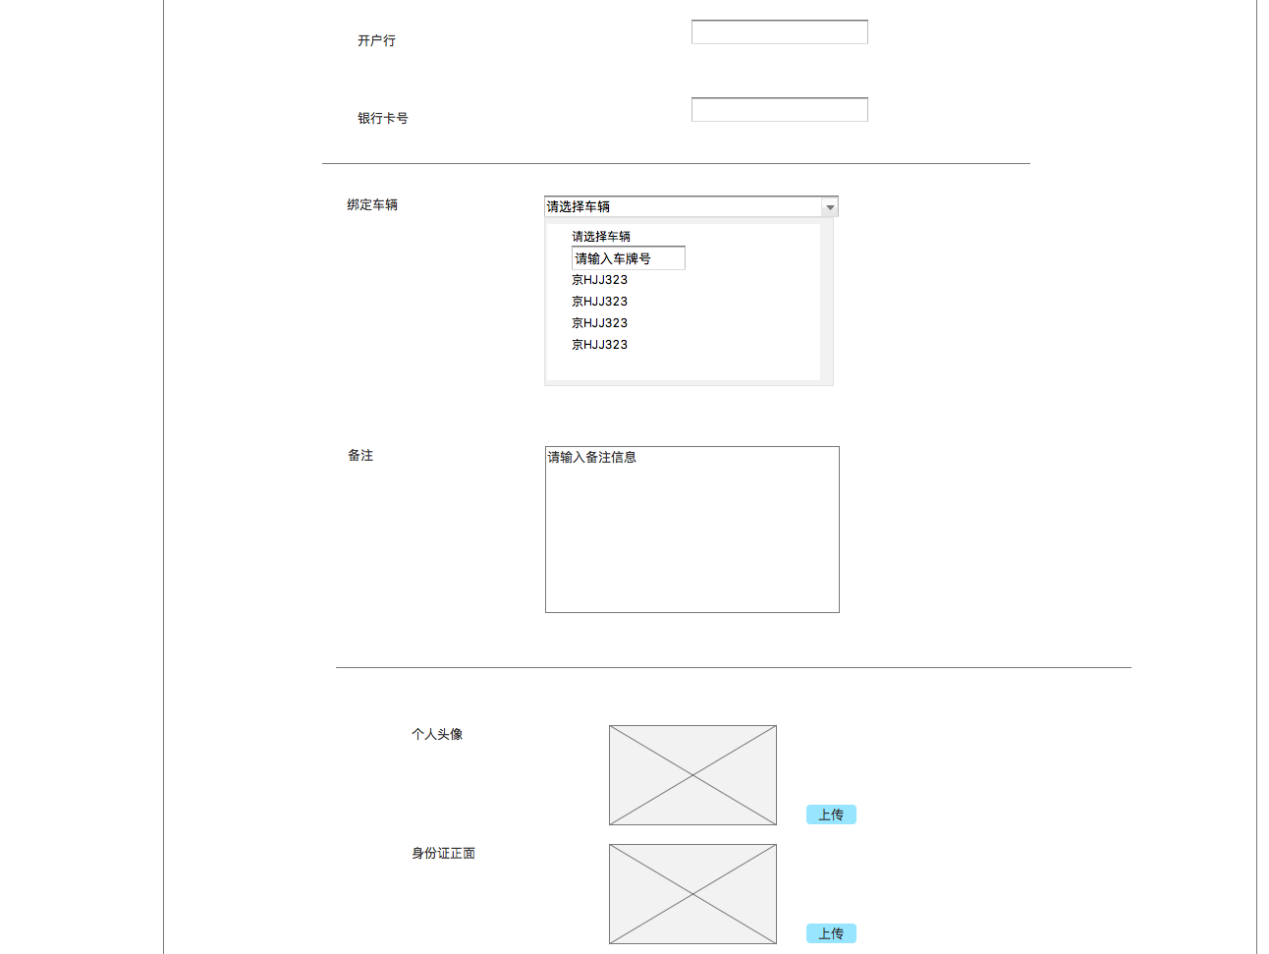 开户行
银行卡号
绑定车辆
请选择车辆
请选择车辆
请输入车牌号
京HJJ323
京HJJ323
京HJJ323
京HJJ323
备注
请输入备注信息
个人头像
上传
身份证正面
上传